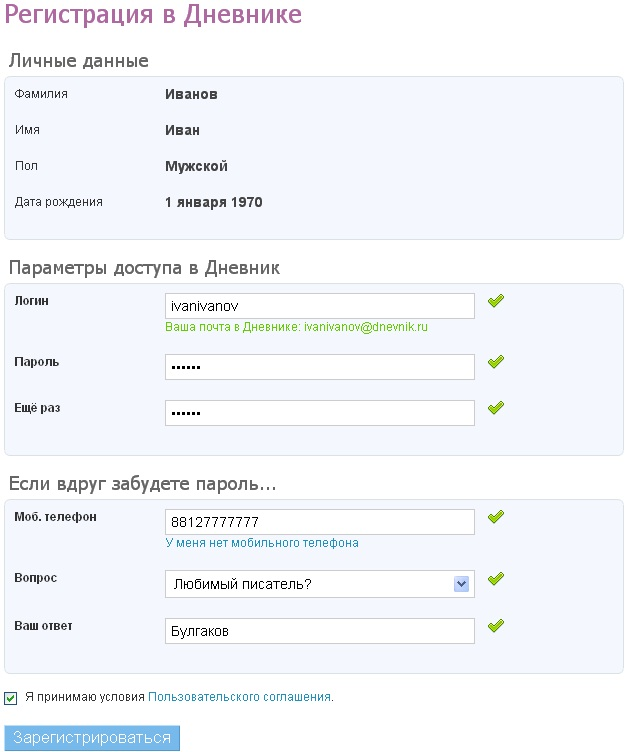 Регистрация в Дневнике
Личные данные
Фамилия Иванов
Имя Иван
Пол Мужской
Дата рождения 1 января 1970
Параметры доступа в Дневник
Логин ivanivanov
Ваша почта в Дневнике: ivanivanov@dnevnik.ru
Пароль ••••••
Ещё раз ••••••
Если вдруг забудете пароль...
Моб. телефон 88127777777
У меня нет мобильного телефона
Вопрос Любимый писатель?
Ваш ответ Булгаков
Я принимаю условия Пользовательского соглашения.
Зарегистрироваться